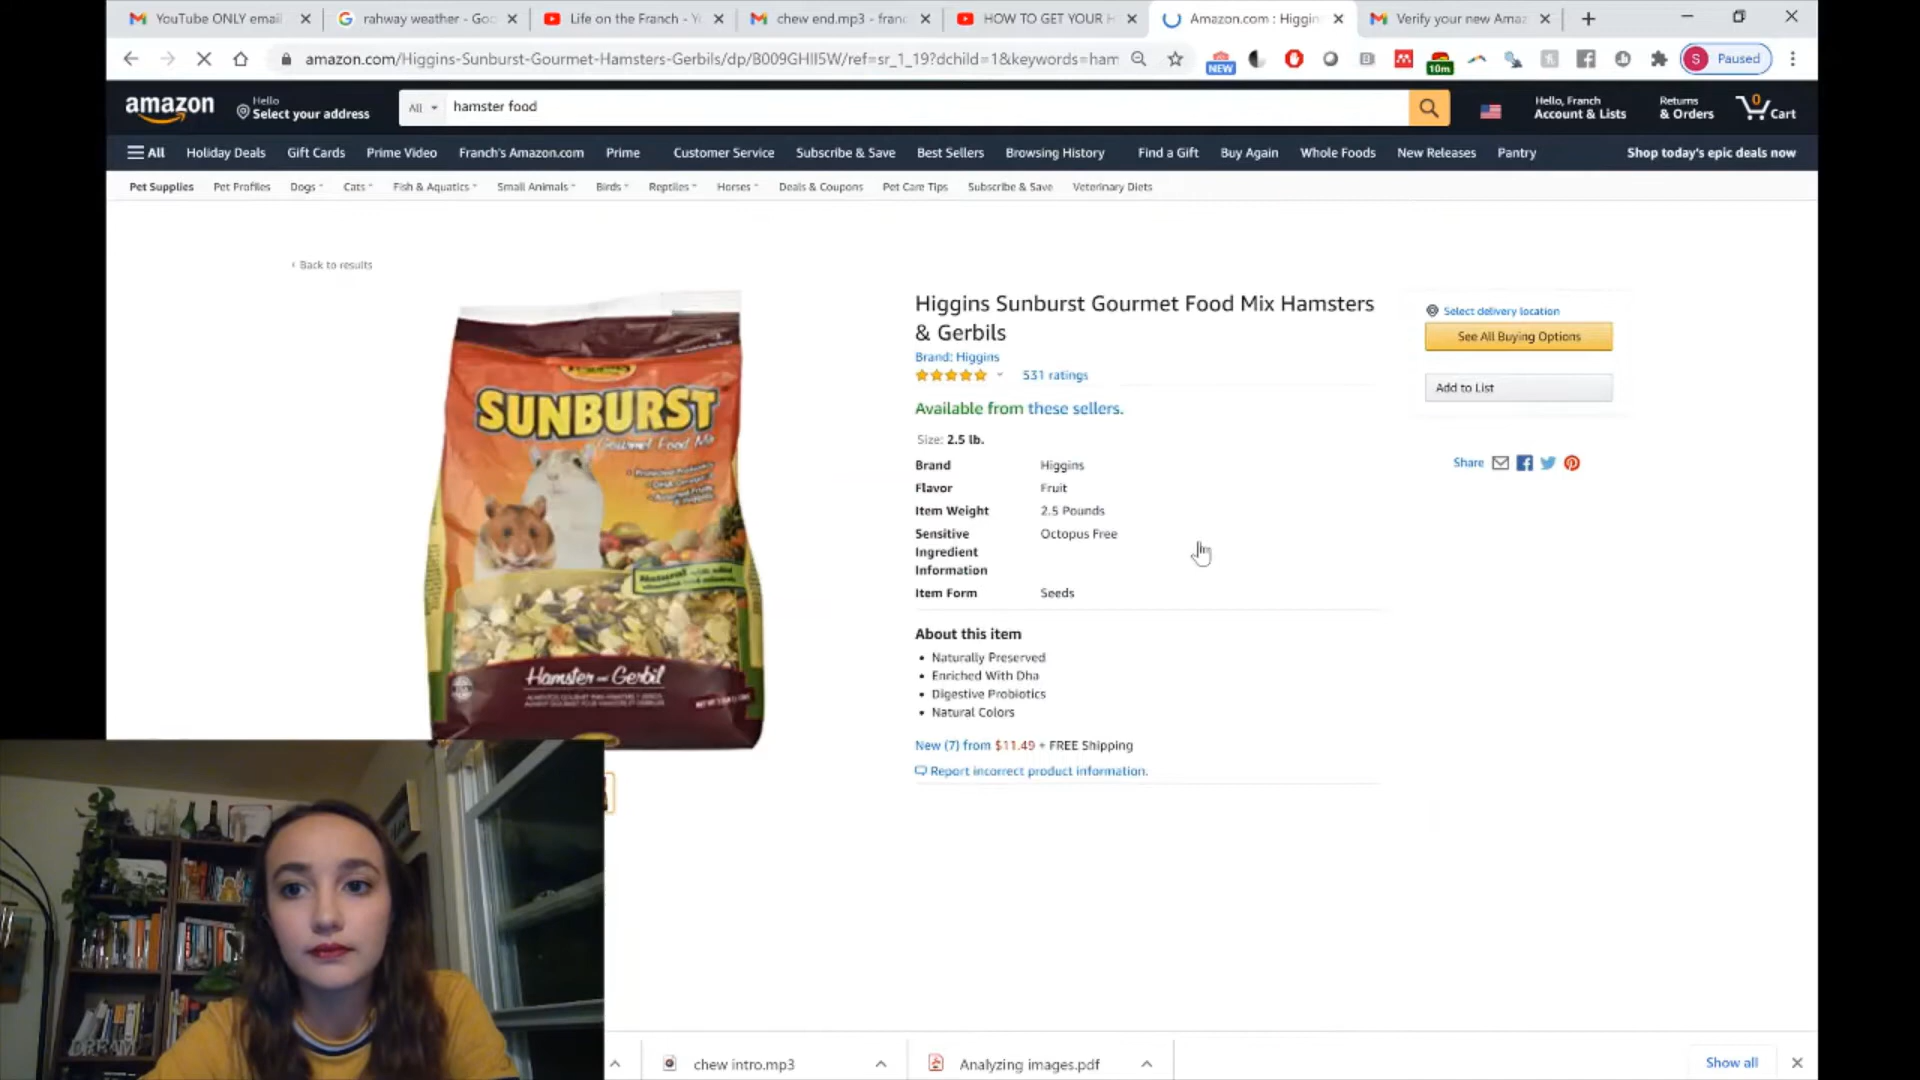 YouTube ONLY email
rahway weather - Goo
Life on the Franch - Y
chew end.mp3 - franc
HOW TO GET YOUR H
Amazon.com : Higgin
Verify your new Amaz
amazon.com/Higgins-Sunburst-Gourmet-Hamsters-Gerbils/dp/B009GHII5W/ref=sr_1_19?dchild=1&keywords=ham
NEW
10m
S Paused
amazon
Hello
Select your address
All
hamster food
Hello, Franch
Account & Lists
Returns
& Orders
0
Cart
All Holiday Deals Gift Cards Prime Video Franch's Amazon.com Prime Customer Service Subscribe & Save Best Sellers Browsing History Find a Gift Buy Again Whole Foods New Releases Pantry Shop today's epic deals now
Pet Supplies Pet Profiles Dogs Cats Fish & Aquatics Small Animals Birds Reptiles Horses Deals & Coupons Pet Care Tips Subscribe & Save Veterinary Diets
‹ Back to results
SUNBURST
Gourmet Food Mix
Hamster and Gerbil
Higgins Sunburst Gourmet Food Mix Hamsters
& Gerbils
Brand: Higgins
531 ratings
Available from these sellers.
Size: 2.5 lb.
Brand Higgins
Flavor Fruit
Item Weight 2.5 Pounds
Sensitive Octopus Free
Ingredient
Information
Item Form Seeds
About this item
• Naturally Preserved
• Enriched With Dha
• Digestive Probiotics
• Natural Colors
New (7) from $11.49 + FREE Shipping
Report incorrect product information.
Select delivery location
See All Buying Options
Add to List
Share
DREAM
chew intro.mp3
Analyzing images.pdf
Show all